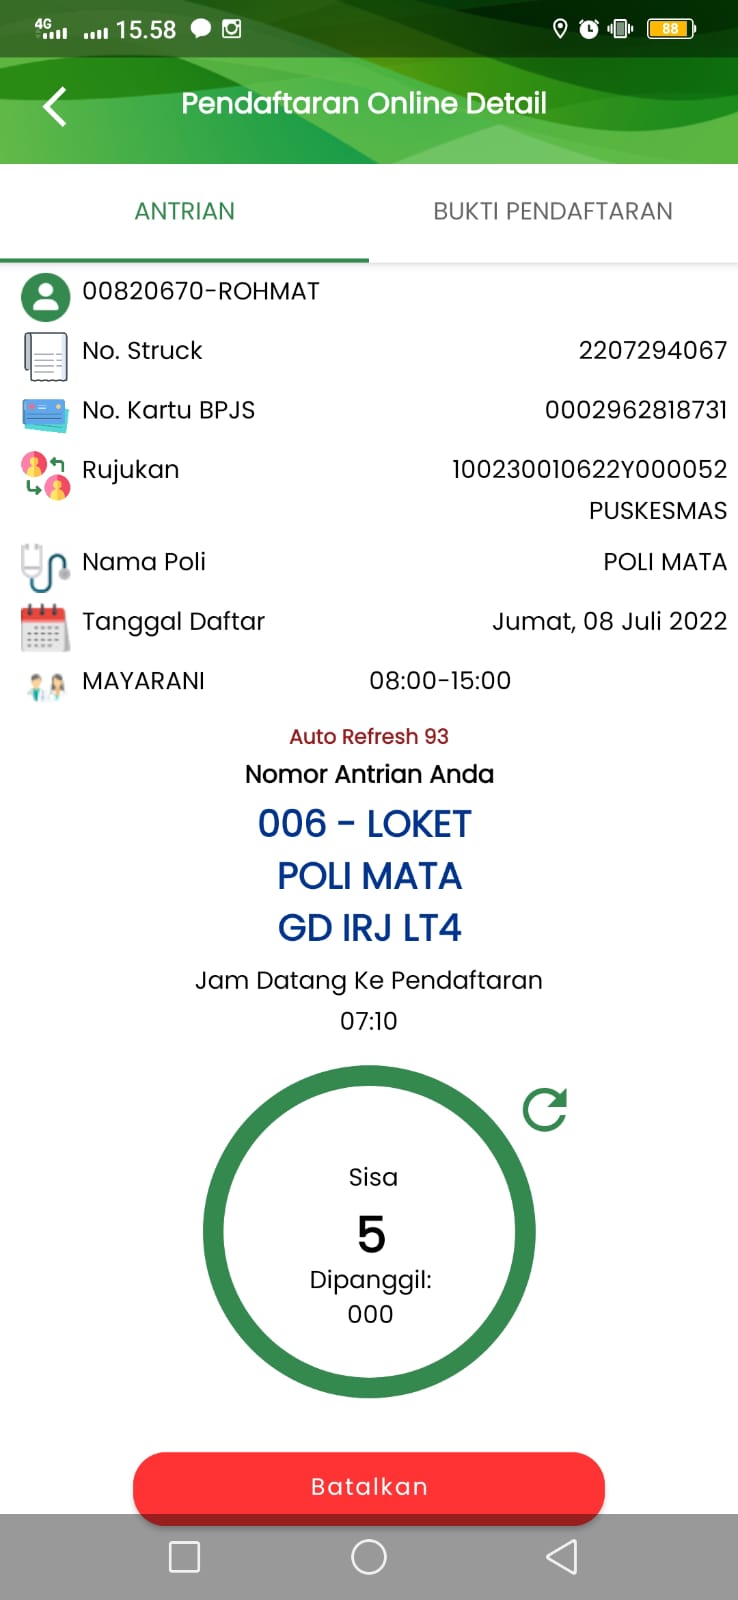 4G 15.58 88
Pendaftaran Online Detail
ANTRIAN BUKTI PENDAFTARAN
00820670-ROHMAT
No. Struck 2207294067
No. Kartu BPJS 0002962818731
Rujukan 100230010622Y000052
PUSKESMAS
Nama Poli POLI MATA
Tanggal Daftar Jumat, 08 Juli 2022
MAYARANI 08:00-15:00
Auto Refresh 93
Nomor Antrian Anda
006 - LOKET
POLI MATA
GD IRJ LT4
Jam Datang Ke Pendaftaran
07:10
Sisa
5
Dipanggil:
000
Batalkan